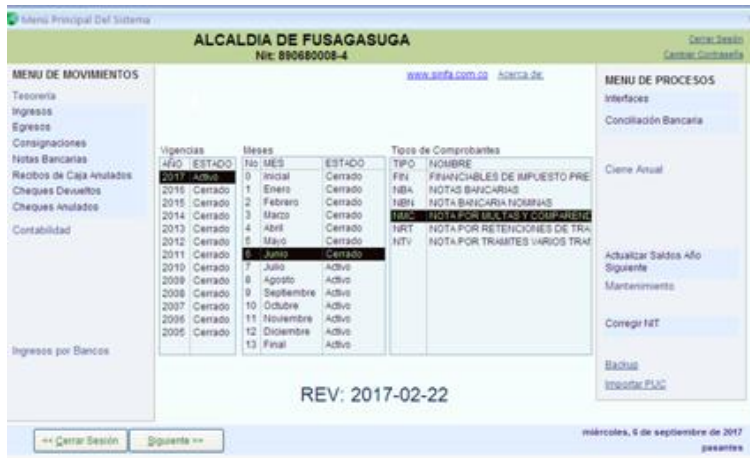 Menú Principal Del Sistema
ALCALDIA DE FUSAGASUGA
Nit: 890680008-4
Cerrar Sesión
Cambiar Contraseña
MENU DE MOVIMIENTOS
Tesorería
Ingresos
Egresos
Consignaciones
Notas Bancarias
Recibos de Caja Anulados
Cheques Devueltos
Cheques Anulados
Contabilidad
Ingresos por Bancos
www.sinfa.com.co Acerca de:
Vigencias
AÑO ESTADO
2017 Activo
2016 Cerrado
2015 Cerrado
2014 Cerrado
2013 Cerrado
2012 Cerrado
2011 Cerrado
2010 Cerrado
2009 Cerrado
2008 Cerrado
2007 Cerrado
2006 Cerrado
2005 Cerrado
Meses
No MES ESTADO
0 Inicial Cerrado
1 Enero Cerrado
2 Febrero Cerrado
3 Marzo Cerrado
4 Abril Cerrado
5 Mayo Cerrado
6 Junio Cerrado
7 Julio Activo
8 Agosto Activo
9 Septiembre Activo
10 Octubre Activo
11 Noviembre Activo
12 Diciembre Activo
13 Final Activo
Tipos de Comprobantes
TIPO NOMBRE
FIN FINANCIABLES DE IMPUESTO PRE
NBA NOTAS BANCARIAS
NBN NOTA BANCARIA NOMINAS
NMC NOTA POR MULTAS Y COMPAREND
NRT NOTA POR RETENCIONES DE TRA
NTV NOTA POR TRAMITES VARIOS TRAN
MENU DE PROCESOS
Interfaces
Conciliación Bancaria
Cierre Anual
Actualizar Saldos Año
Siguiente
Mantenimiento
Corregir NIT
Backup
Importar PUC
REV: 2017-02-22
<< Cerrar Sesión
Siguiente >>
miércoles, 6 de septiembre de 2017
pasantes